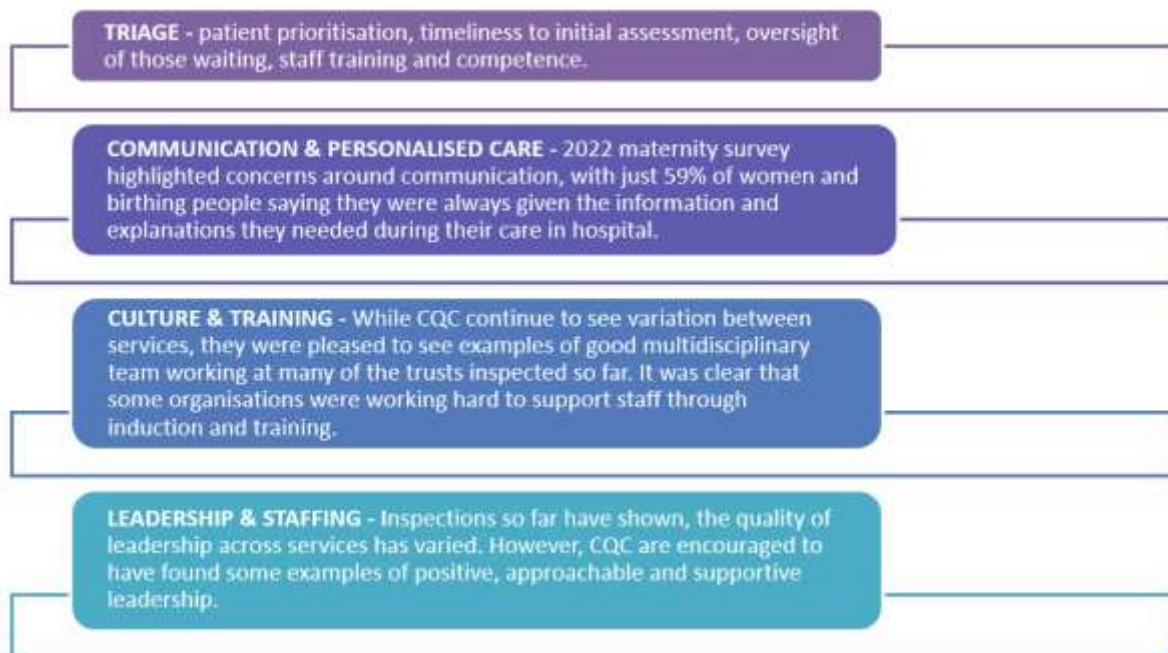 TRIAGE - patient prioritisation, timeliness to initial assessment, oversight
of those waiting, staff training and competence.
COMMUNICATION & PERSONALISED CARE - 2022 maternity survey
highlighted concerns around communication, with just 59% of women and
birthing people saying they were always given the information and
explanations they needed during their care in hospital.
CULTURE & TRAINING - While CQC continue to see variation between
services, they were pleased to see examples of good multidisciplinary
team working at many of the trusts inspected so far. It was clear that
some organisations were working hard to support staff through
induction and training.
LEADERSHIP & STAFFING - Inspections so far have shown, the quality of
leadership across services has varied. However, CQC are encouraged to
have found some examples of positive, approachable and supportive
leadership.